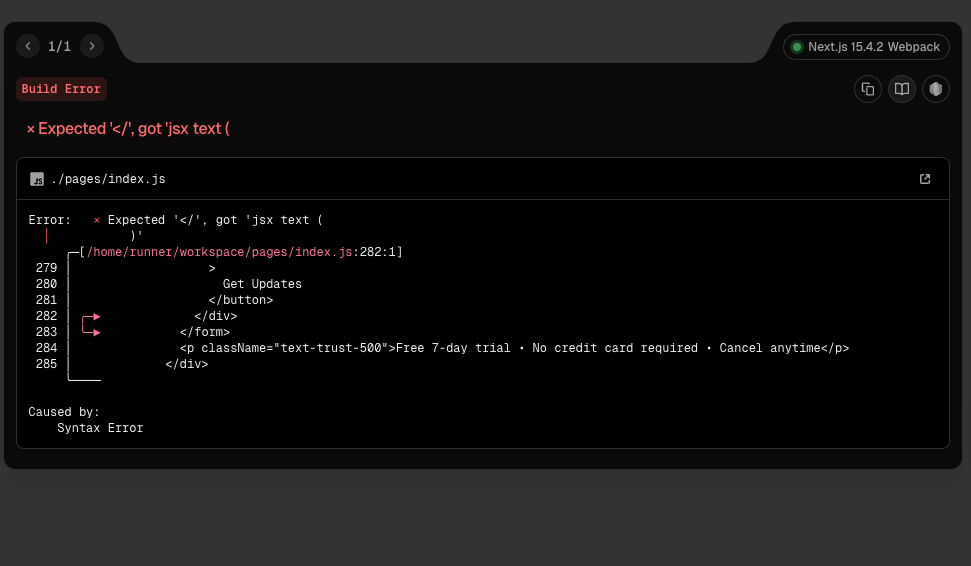 1/1
Next.js 15.4.2 Webpack
Build Error
× Expected '</', got 'jsx text (
JS ./pages/index.js
Error:   × Expected '</', got 'jsx text (
  │           )'
     ╭─[/home/runner/workspace/pages/index.js:282:1]
 279 │                   >
 280 │                     Get Updates
 281 │                   </button>
 282 │ ╭─▶             </div>
 283 │ ╰─▶           </form>
 284 │               <p className="text-trust-500">Free 7-day trial • No credit card required • Cancel anytime</p>
 285 │             </div>
     ╰────
Caused by:
    Syntax Error